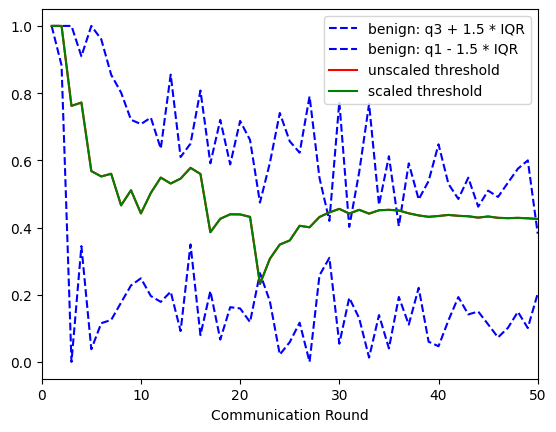 benign: q3 + 1.5 * IQR
benign: q1 - 1.5 * IQR
unscaled threshold
scaled threshold
1.0
0.8
0.6
0.4
0.2
0.0
0
10
20
30
40
50
Communication Round